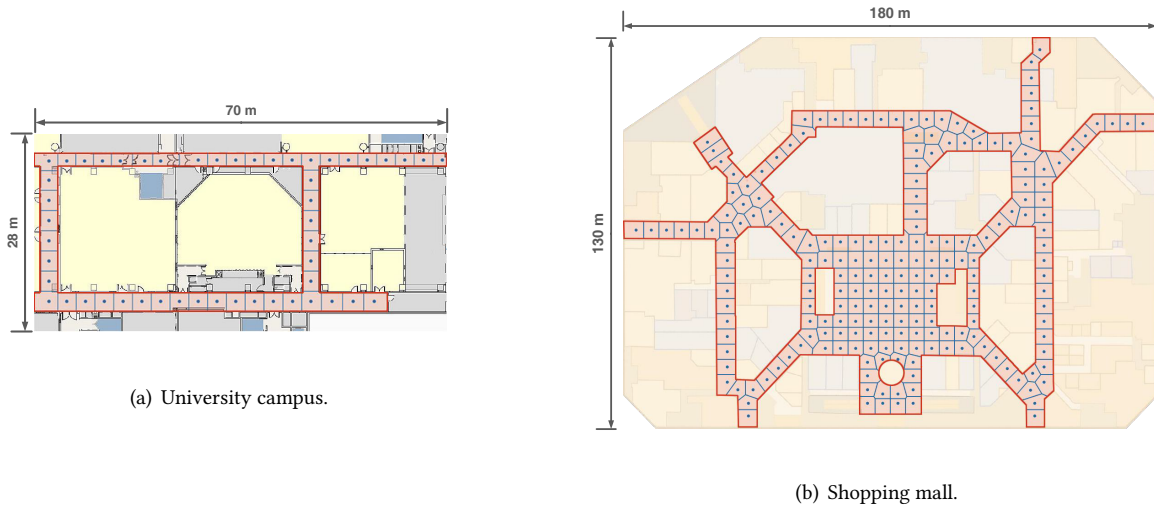 70 m
28 m
(a) University campus.
180 m
130 m
(b) Shopping mall.